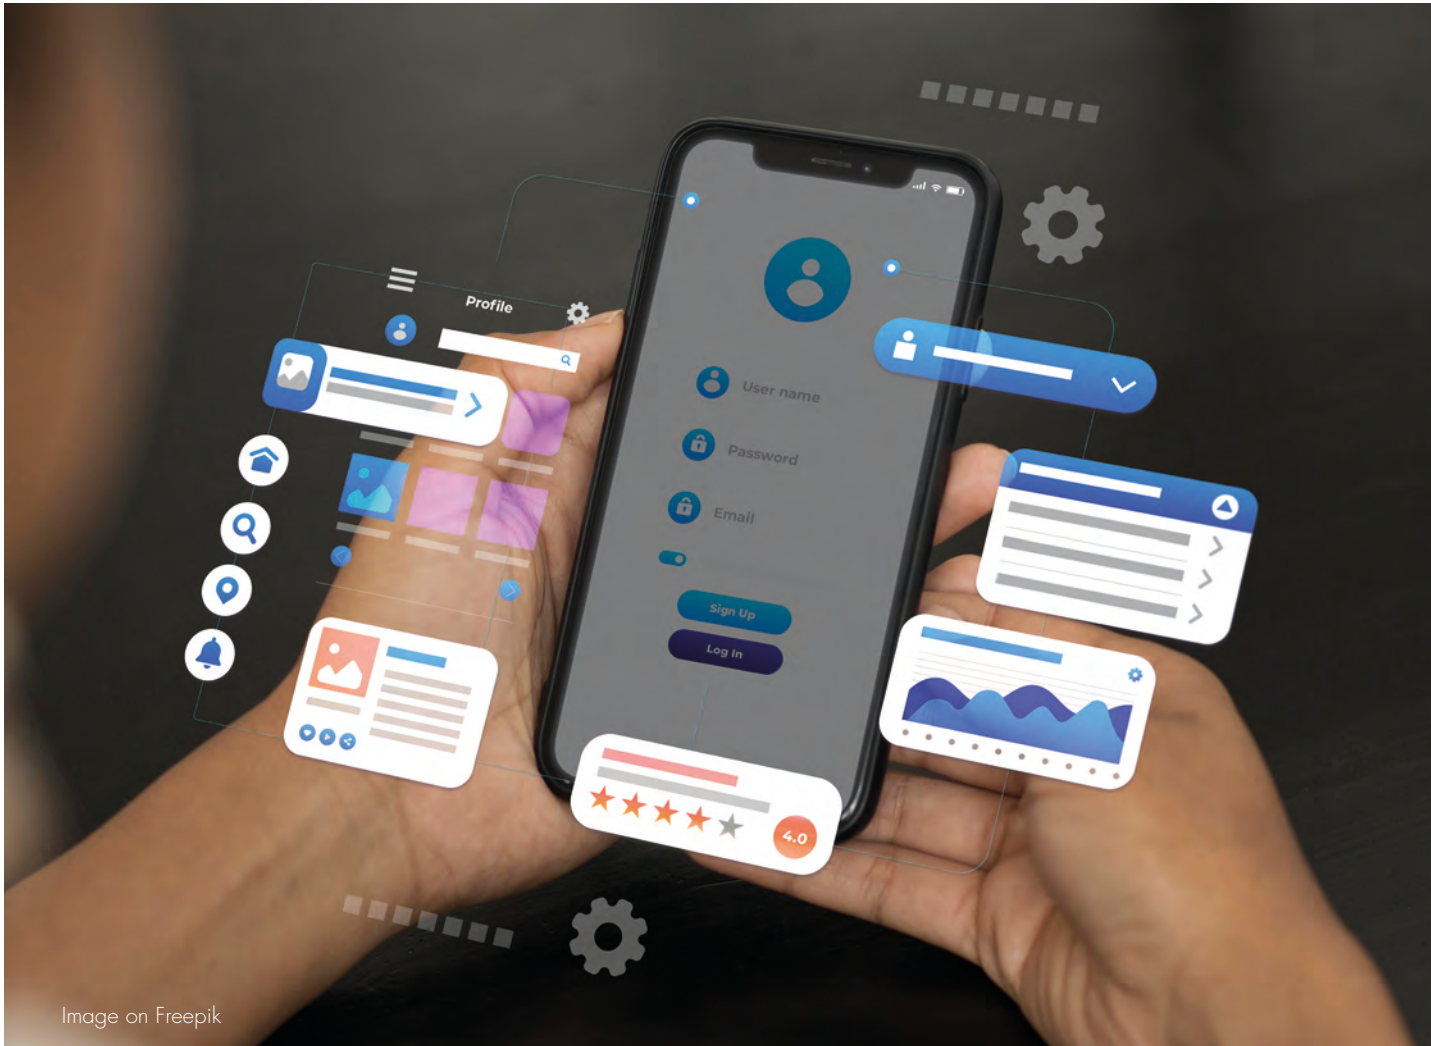 Profile
User name
Password
Email
Sign Up
Log In
4.0
Image on Freepik